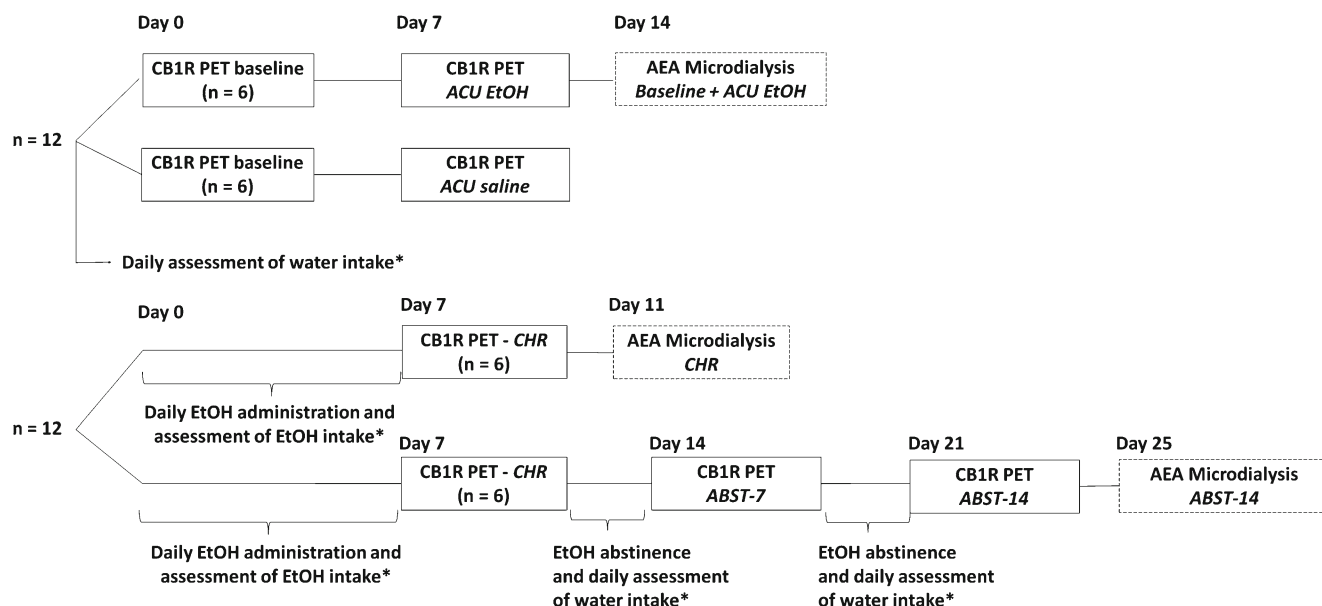 Day 0
Day 7
Day 14
CB1R PET baseline
(n = 6)
CB1R PET
ACU EtOH
AEA Microdialysis
Baseline + ACU EtOH
n = 12
CB1R PET baseline
(n = 6)
CB1R PET
ACU saline
Daily assessment of water intake*
Day 0
Day 7
Day 11
CB1R PET - CHR
(n = 6)
AEA Microdialysis
CHR
Daily EtOH administration and
assessment of EtOH intake*
n = 12
Day 7
Day 14
Day 21
Day 25
CB1R PET - CHR
(n = 6)
CB1R PET
ABST-7
CB1R PET
ABST-14
AEA Microdialysis
ABST-14
Daily EtOH administration and
assessment of EtOH intake*
EtOH abstinence
and daily assessment
of water intake*
EtOH abstinence
and daily assessment
of water intake*